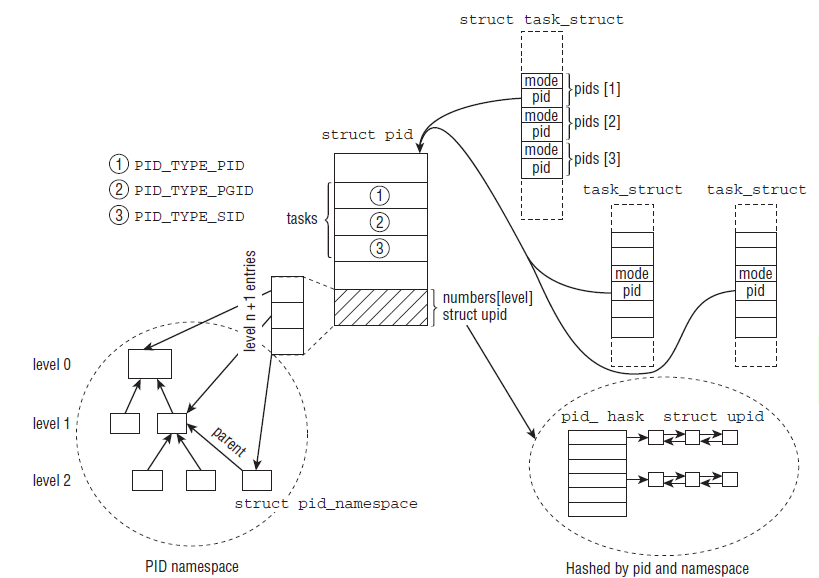 struct task_struct
mode
pid
pids [1]
mode
pid
pids [2]
mode
pid
pids [3]
struct pid
1 PID_TYPE_PID
2 PID_TYPE_PGID
3 PID_TYPE_SID
tasks
1
2
3
task_struct
task_struct
mode
pid
mode
pid
level n + 1 entries
numbers[level]
struct upid
level 0
level 1
level 2
parent
struct pid_namespace
PID namespace
pid_ hask
struct upid
Hashed by pid and namespace